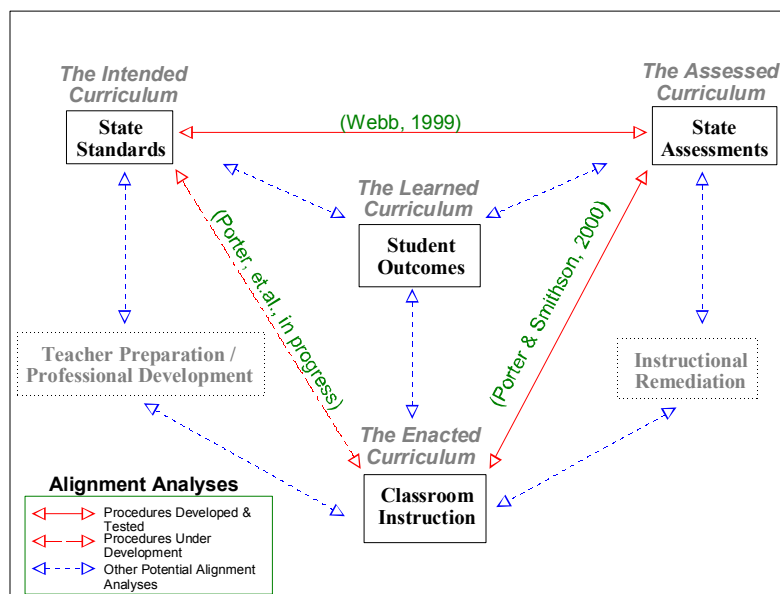 The Intended
Curriculum
State
Standards
The Assessed
Curriculum
State
Assessments
(Webb, 1999)
The Learned
Curriculum
Student
Outcomes
(Porter, et.al., in progress)
(Porter & Smithson, 2000)
Teacher Preparation /
Professional Development
Instructional
Remediation
The Enacted
Curriculum
Classroom
Instruction
Alignment Analyses
Procedures Developed &
Tested
Procedures Under
Development
Other Potential Alignment
Analyses